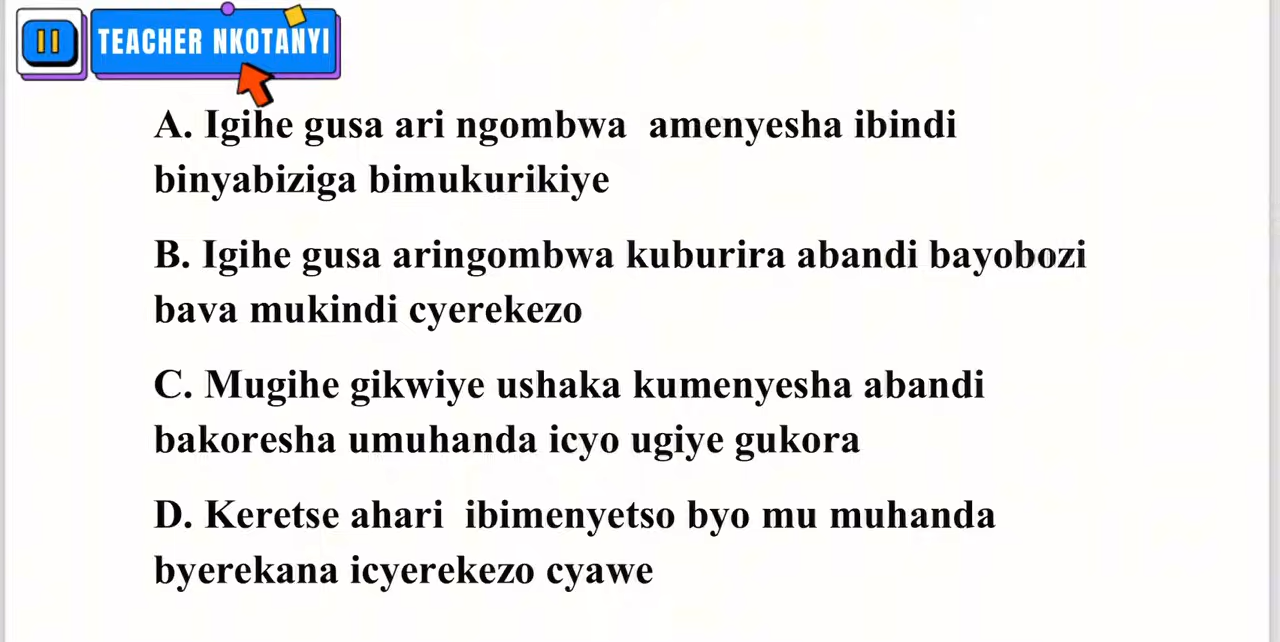 TEACHER NKOTANYI
A. Igihe gusa ari ngombwa amenyesha ibindi
binyabiziga bimukurikiye
B. Igihe gusa aringombwa kuburira abandi bayobozi
bava mukindi cyerekezo
C. Mugihe gikwiye ushaka kumenyesha abandi
bakoresha umuhanda icyo ugiye gukora
D. Keretse ahari ibimenyetso byo mu muhanda
byerekana icyerekezo cyawe